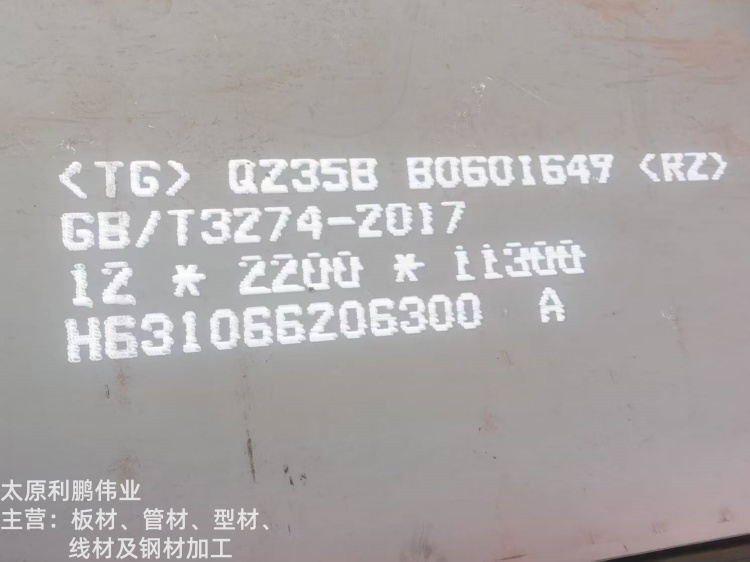 <TG> Q235B B0601649 <RZ>
GB/T3274-2017
12 * 2200 * 11300
H631066206300 A
太原利鹏伟业
主营：板材、管材、型材、
线材及钢材加工